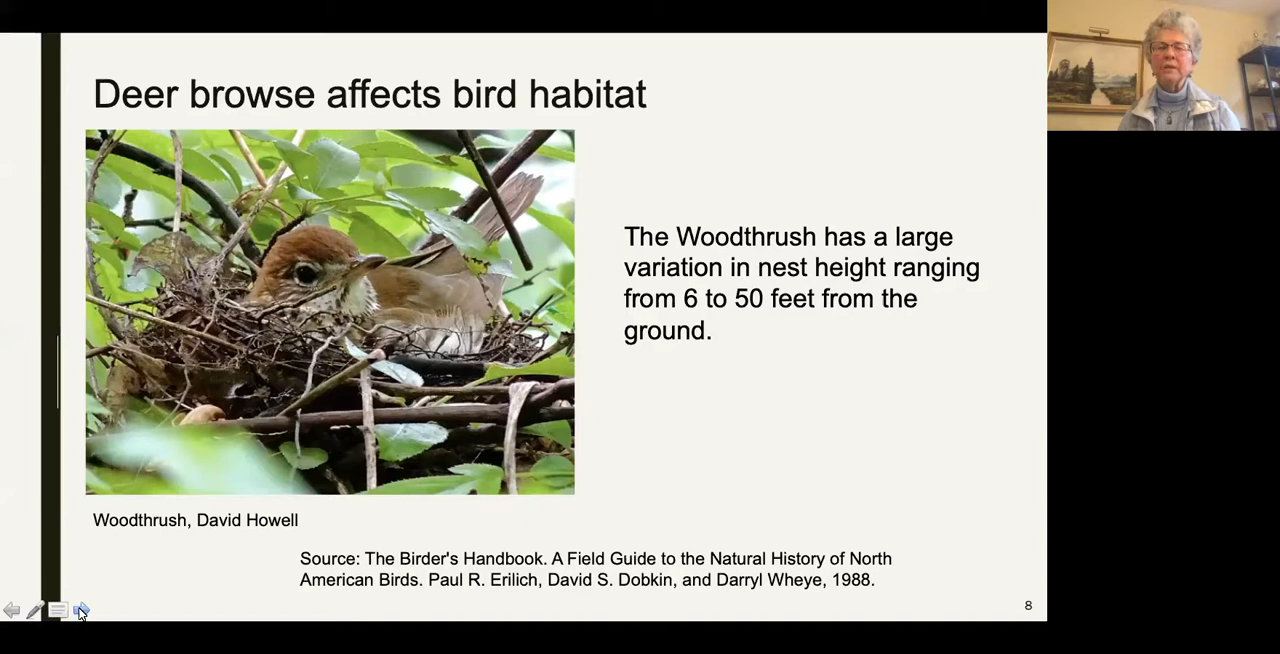 Deer browse affects bird habitat
The Woodthrush has a large
variation in nest height ranging
from 6 to 50 feet from the
ground.
Woodthrush, David Howell
Source: The Birder's Handbook. A Field Guide to the Natural History of North
American Birds. Paul R. Erilich, David S. Dobkin, and Darryl Wheye, 1988.
8